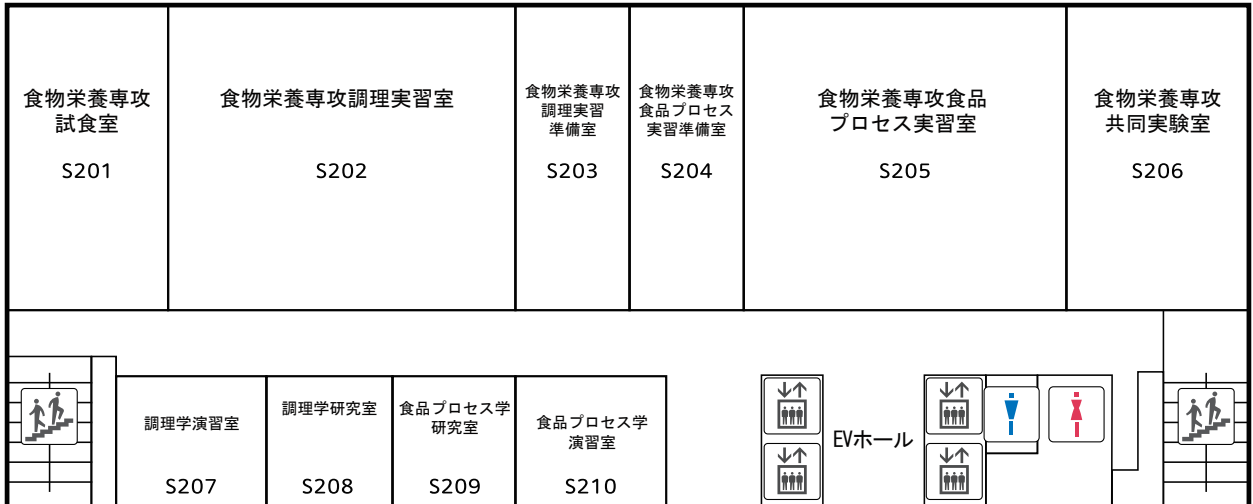 食物栄養専攻
試食室
S201
食物栄養専攻調理実習室
S202
食物栄養専攻
調理実習
準備室
S203
食物栄養専攻
食品プロセス
実習準備室
S204
食物栄養専攻食品
プロセス実習室
S205
食物栄養専攻
共同実験室
S206
調理学演習室
S207
調理学研究室
S208
食品プロセス学
研究室
S209
食品プロセス学
演習室
S210
EVホール